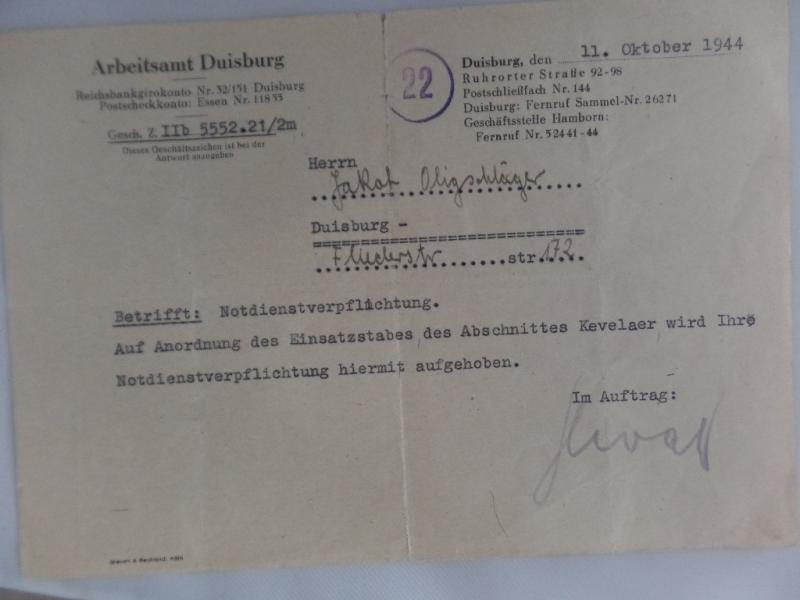 Arbeitsamt Duisburg
Reichsbankgirokonto Nr. 32/151 Duisburg
Postscheckkonto: Essen Nr. 11835
Gesch. Z. IIb 5552.21/2m
Dieses Geschäftszeichen ist bei der
Antwort anzugeben
22
Duisburg, den 11. Oktober 1944
Ruhrorter Straße 92-98
Postschließfach Nr. 144
Duisburg: Fernruf Sammel-Nr. 26271
Geschäftsstelle Hamborn:
Fernruf Nr. 52441-44
Herrn
Jakob Oligschläger
Duisburg -
Fliederstr str. 172
Betrifft: Notdienstverpflichtung.
Auf Anordnung des Einsatzstabes des Abschnittes Kevelaer wird Ihre
Notdienstverpflichtung hiermit aufgehoben.
Im Auftrag: